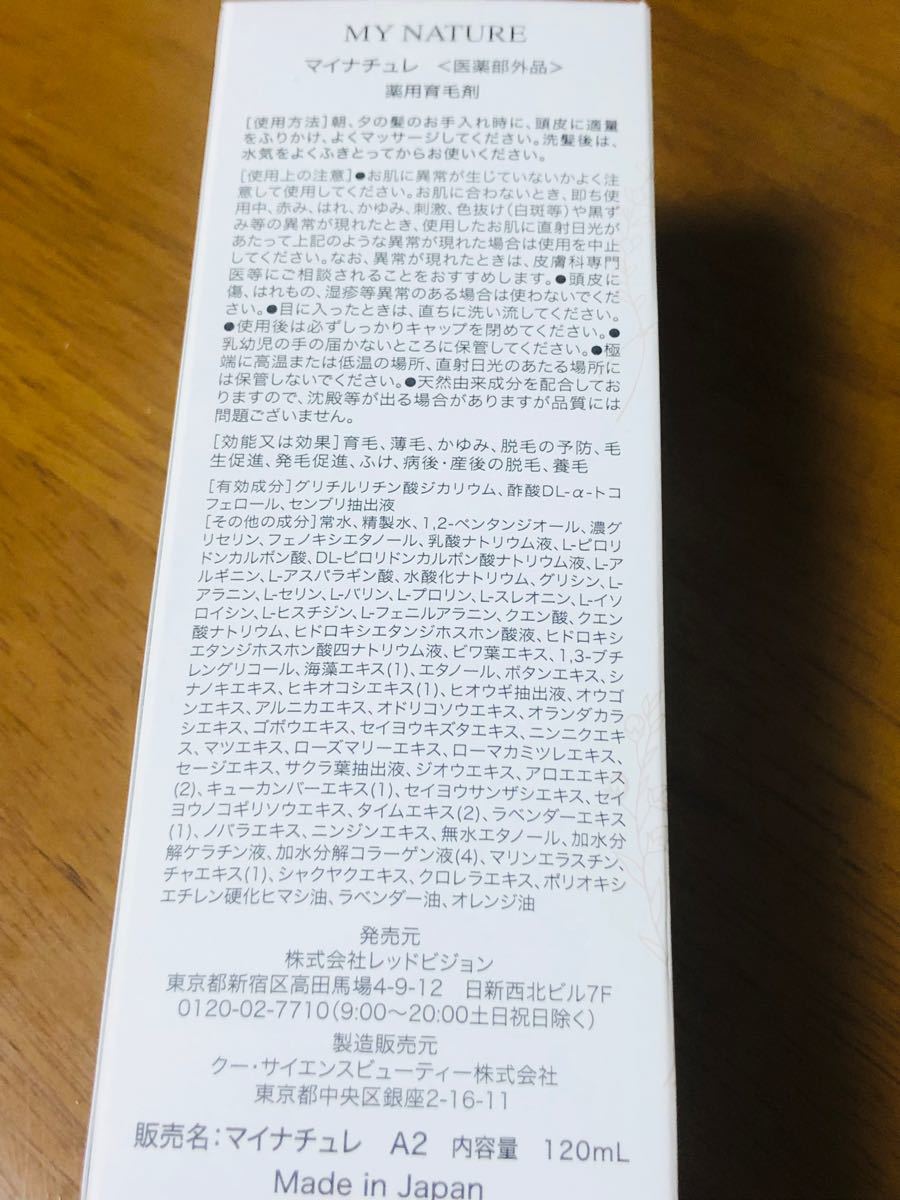 MY NATURE
マイナチュレ <医薬部外品>
薬用育毛剤
[使用方法]朝、夕の髪のお手入れ時に、頭皮に適量
をふりかけ、よくマッサージしてください。洗髪後は、
水気をよくふきとってからお使いください。
[使用上の注意]●お肌に異常が生じていないかよく注
意して使用してください。お肌に合わないとき、即ち使
用中、赤み、はれ、かゆみ、刺激、色抜け(白斑等)や黒ず
み等の異常が現れたとき、使用したお肌に直射日光が
あたって上記のような異常が現れた場合は使用を中止
してください。なお、異常が現れたときは、皮膚科専門
医等にご相談されることをおすすめします。●頭皮に
傷、はれもの、湿疹等異常のある場合は使わないでくだ
さい。●目に入ったときは、直ちに洗い流してください。
●使用後は必ずしっかりキャップを閉めてください。●
乳幼児の手の届かないところに保管してください。●極
端に高温または低温の場所、直射日光のあたる場所に
は保管しないでください。●天然由来成分を配合してお
りますので、沈殿等が出る場合がありますが品質には
問題ございません。
[効能又は効果]育毛、薄毛、かゆみ、脱毛の予防、毛
生促進、発毛促進、ふけ、病後・産後の脱毛、養毛
[有効成分]グリチルリチン酸ジカリウム、酢酸DL-α-トコ
フェロール、センブリ抽出液
[その他の成分]常水、精製水、1,2-ペンタンジオール、濃グ
リセリン、フェノキシエタノール、乳酸ナトリウム液、L-ピロリ
ドンカルボン酸、DL-ピロリドンカルボン酸ナトリウム液、L-ア
ルギニン、L-アスパラギン酸、水酸化ナトリウム、グリシン、L-
アラニン、L-セリン、L-バリン、L-プロリン、L-スレオニン、L-イソ
ロイシン、L-ヒスチジン、L-フェニルアラニン、クエン酸、クエン
酸ナトリウム、ヒドロキシエタンジホスホン酸液、ヒドロキシ
エタンジホスホン酸四ナトリウム液、ビワ葉エキス、1,3-ブチ
レングリコール、海藻エキス(1)、エタノール、ボタンエキス、シ
ナノキエキス、ヒキオコシエキス(1)、ヒオウギ抽出液、オウゴ
ンエキス、アルニカエキス、オドリコソウエキス、オランダカラ
シエキス、ゴボウエキス、セイヨウキズタエキス、ニンニクエキ
ス、マツエキス、ローズマリーエキス、ローマカミツレエキス、
セージエキス、サクラ葉抽出液、ジオウエキス、アロエエキス
(2)、キューカンバーエキス(1)、セイヨウサンザシエキス、セイ
ヨウノコギリソウエキス、タイムエキス(2)、ラベンダーエキス
(1)、ノバラエキス、ニンジンエキス、無水エタノール、加水分
解ケラチン液、加水分解コラーゲン液(4)、マリンエラスチン、
チャエキス(1)、シャクヤクエキス、クロレラエキス、ポリオキシ
エチレン硬化ヒマシ油、ラベンダー油、オレンジ油
発売元
株式会社レッドビジョン
東京都新宿区高田馬場4-9-12 日新西北ビル7F
0120-02-7710(9:00〜20:00土日祝日除く)
製造販売元
クー・サイエンスビューティー株式会社
東京都中央区銀座2-16-11
販売名:マイナチュレ A2 内容量 120mL
Made in Japan